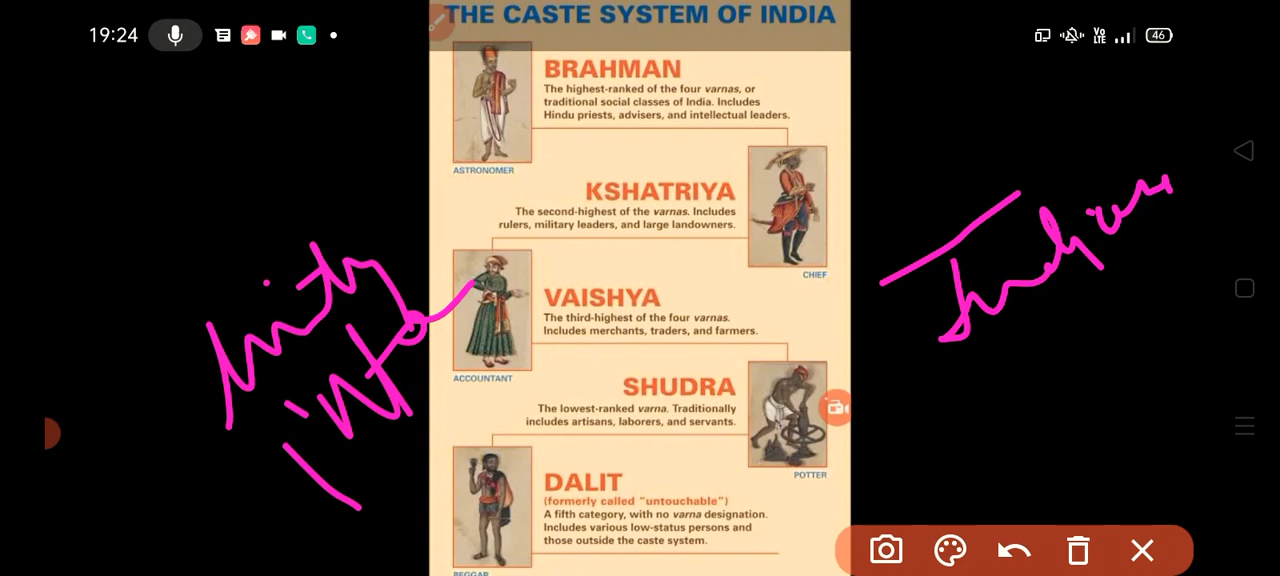 19:24
Vo
LTE
46
THE CASTE SYSTEM OF INDIA
BRAHMAN
The highest-ranked of the four varnas, or
traditional social classes of India. Includes
Hindu priests, advisers, and intellectual leaders.
ASTRONOMER
KSHATRIYA
The second-highest of the varnas. Includes
rulers, military leaders, and large landowners.
CHIEF
VAISHYA
The third-highest of the four varnas.
Includes merchants, traders, and farmers.
ACCOUNTANT
SHUDRA
The lowest-ranked varna. Traditionally
includes artisans, laborers, and servants.
POTTER
DALIT
(formerly called "untouchable")
A fifth category, with no varna designation.
Includes various low-status persons and
those outside the caste system.
BEGGAR